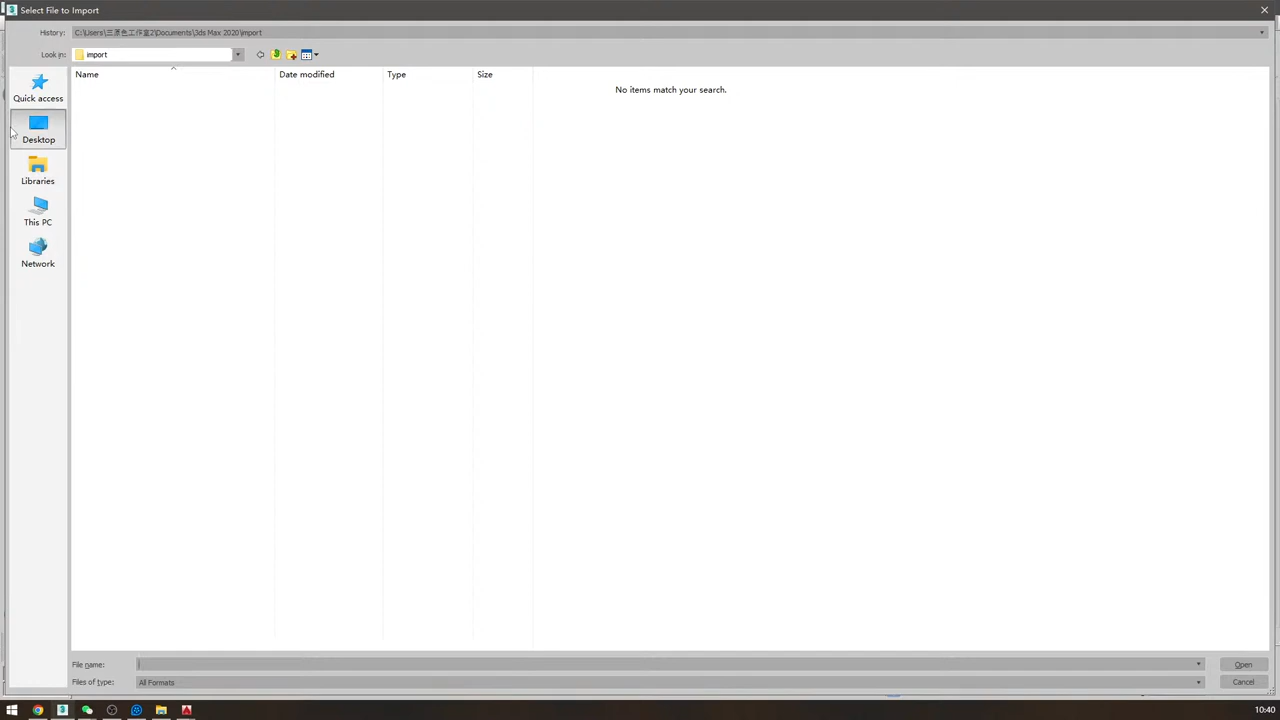 Select File to Import
History: C:\Users\三原色工作室2\Documents\3ds Max 2020\import
Look in: import
Name Date modified Type Size
No items match your search.
Quick access
Desktop
Libraries
This PC
Network
File name: Open
Files of type: All Formats Cancel
10:40